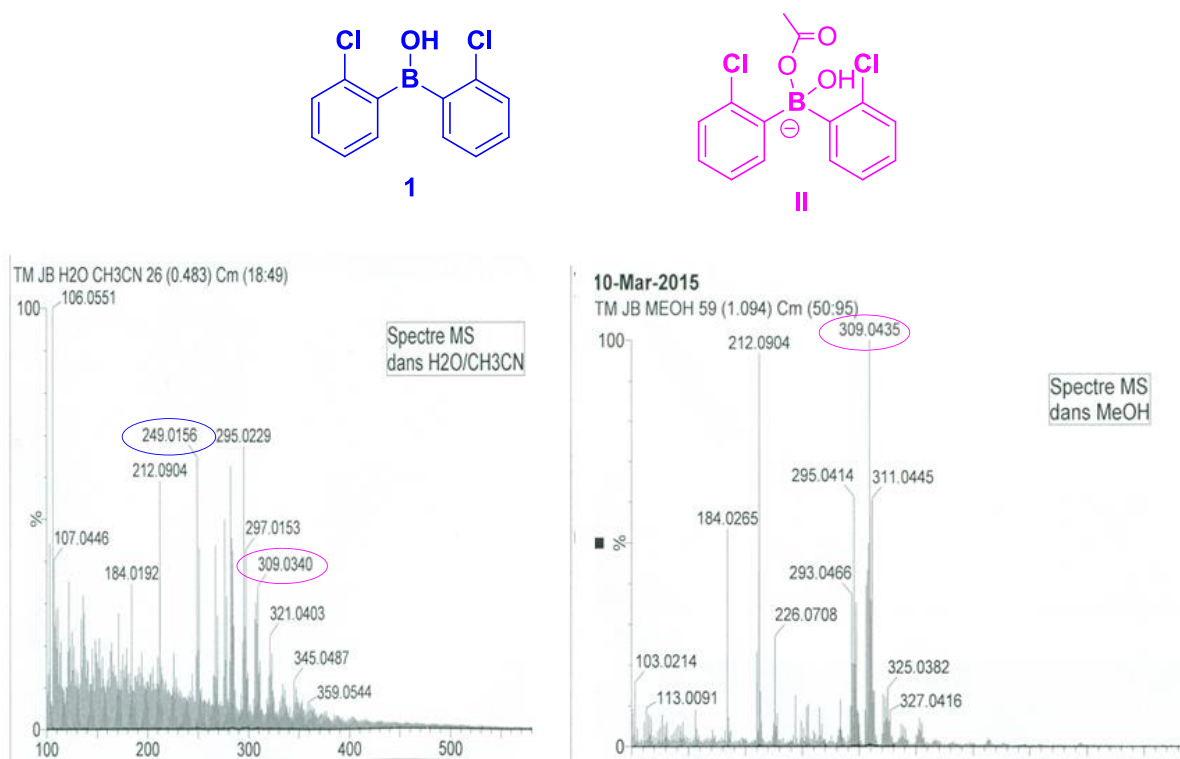 Cl OH Cl
B
1
O
O
Cl OH Cl
B
⊖
II
TM JB H2O CH3CN 26 (0.483) Cm (18:49)
100
106.0551
Spectre MS
dans H2O/CH3CN
249.0156
295.0229
212.0904
%
107.0446
297.0153
184.0192
309.0340
321.0403
345.0487
359.0544
0
100 200 300 400 500
10-Mar-2015
TM JB MEOH 59 (1.094) Cm (50:95)
100
309.0435
212.0904
Spectre MS
dans MeOH
295.0414
311.0445
184.0265
%
293.0466
226.0708
103.0214
325.0382
113.0091
327.0416
0